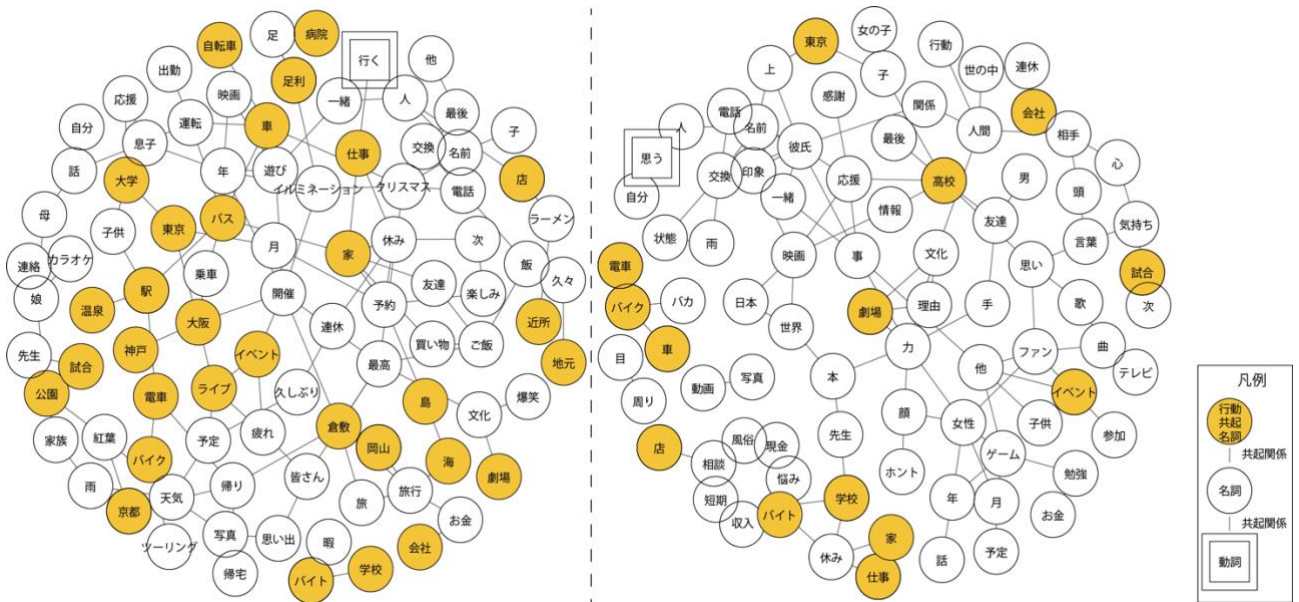 足
病院
自転車
行く
他
出勤
足利
映画
一緒
人
最後
応援
運転
車
子
自分
息子
仕事
交換
名前
話
年
遊び
店
大学
イルミネーション
クリスマス
電話
母
バス
ラーメン
子供
東京
月
家
休み
次
飯
連絡
カラオケ
乗車
久々
娘
駅
開催
予約
友達
楽しみ
温泉
大阪
連休
近所
神戸
買い物
ご飯
先生
試合
イベント
最高
地元
公園
電車
ライブ
久しぶり
島
文化
爆笑
家族
紅葉
予定
疲れ
倉敷
岡山
バイク
海
劇場
雨
天気
帰り
皆さん
旅
旅行
京都
お金
ツーリング
写真
思い出
暇
会社
帰宅
バイト
学校
女の子
東京
行動
上
子
世の中
連休
感謝
関係
会社
電話
人
名前
彼氏
最後
人間
相手
思う
交換
印象
応援
高校
男
心
自分
一緒
情報
頭
友達
状態
雨
映画
事
文化
思い
言葉
気持ち
電車
試合
バイク
バカ
日本
劇場
理由
手
歌
次
世界
力
車
目
動画
写真
本
他
ファン
曲
テレビ
周り
イベント
顔
女性
子供
参加
店
風俗
現金
先生
相談
悩み
ホント
ゲーム
勉強
短期
収入
バイト
学校
年
月
お金
家
休み
仕事
話
予定
凡例
行動
共起
名詞
共起関係
名詞
共起関係
動詞